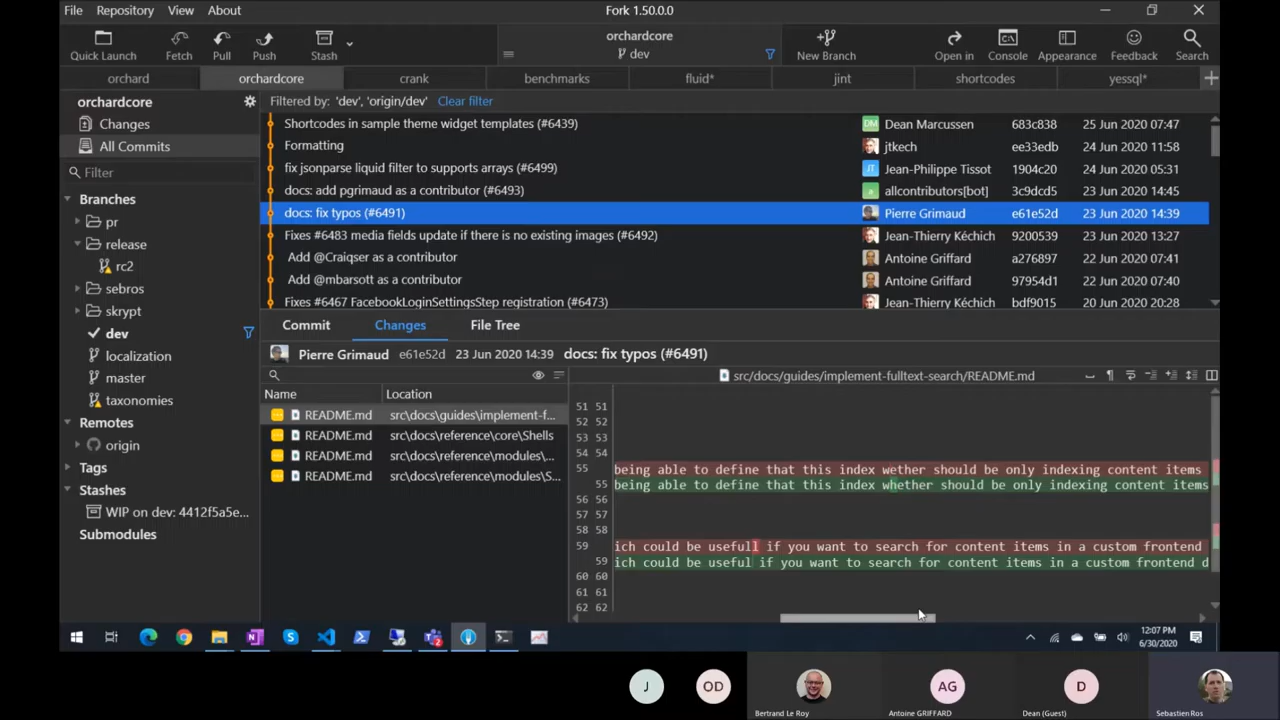 File Repository View About
Fork 1.50.0.0
Quick Launch Fetch Pull Push Stash
orchardcore
dev
New Branch Open in Console Appearance Feedback Search
orchard orchardcore crank benchmarks fluid* jint shortcodes yessql*
orchardcore
Changes
All Commits
Filter
Branches
pr
release
rc2
sebros
skrypt
dev
localization
master
taxonomies
Remotes
origin
Tags
Stashes
WIP on dev: 4412f5a5e...
Submodules
Filtered by: 'dev', 'origin/dev' Clear filter
Shortcodes in sample theme widget templates (#6439) DM Dean Marcussen 683c838 25 Jun 2020 07:47
Formatting jtkech ee33edb 24 Jun 2020 11:58
fix jsonparse liquid filter to supports arrays (#6499) JT Jean-Philippe Tissot 1904c20 24 Jun 2020 05:31
docs: add pgrimaud as a contributor (#6493) a allcontributors[bot] 3c9dcd5 23 Jun 2020 14:45
docs: fix typos (#6491) Pierre Grimaud e61e52d 23 Jun 2020 14:39
Fixes #6483 media fields update if there is no existing images (#6492) Jean-Thierry Kéchich 9200539 23 Jun 2020 13:27
Add @Craiqser as a contributor Antoine Griffard a276897 22 Jun 2020 07:41
Add @mbarsott as a contributor Antoine Griffard 97954d1 22 Jun 2020 07:40
Fixes #6467 FacebookLoginSettingsStep registration (#6473) Jean-Thierry Kéchich bdf9015 20 Jun 2020 20:28
Commit Changes File Tree
Pierre Grimaud e61e52d 23 Jun 2020 14:39 docs: fix typos (#6491)
Name Location
README.md src\docs\guides\implement-f...
README.md src\docs\reference\core\Shells
README.md src\docs\reference\modules\...
README.md src\docs\reference\modules\S...
src/docs/guides/implement-fulltext-search/README.md
51 51
52 52
53 53
54 54
55 being able to define that this index wether should be only indexing content items
55 being able to define that this index whether should be only indexing content items
56 56
57 57
58 58
59 ich could be usefull if you want to search for content items in a custom frontend
59 ich could be useful if you want to search for content items in a custom frontend d
60 60
61 61
62 62
12:07 PM
6/30/2020
J OD AG D
Bertrand Le Roy Antoine GRIFFARD Dean (Guest) Sebastien Ros